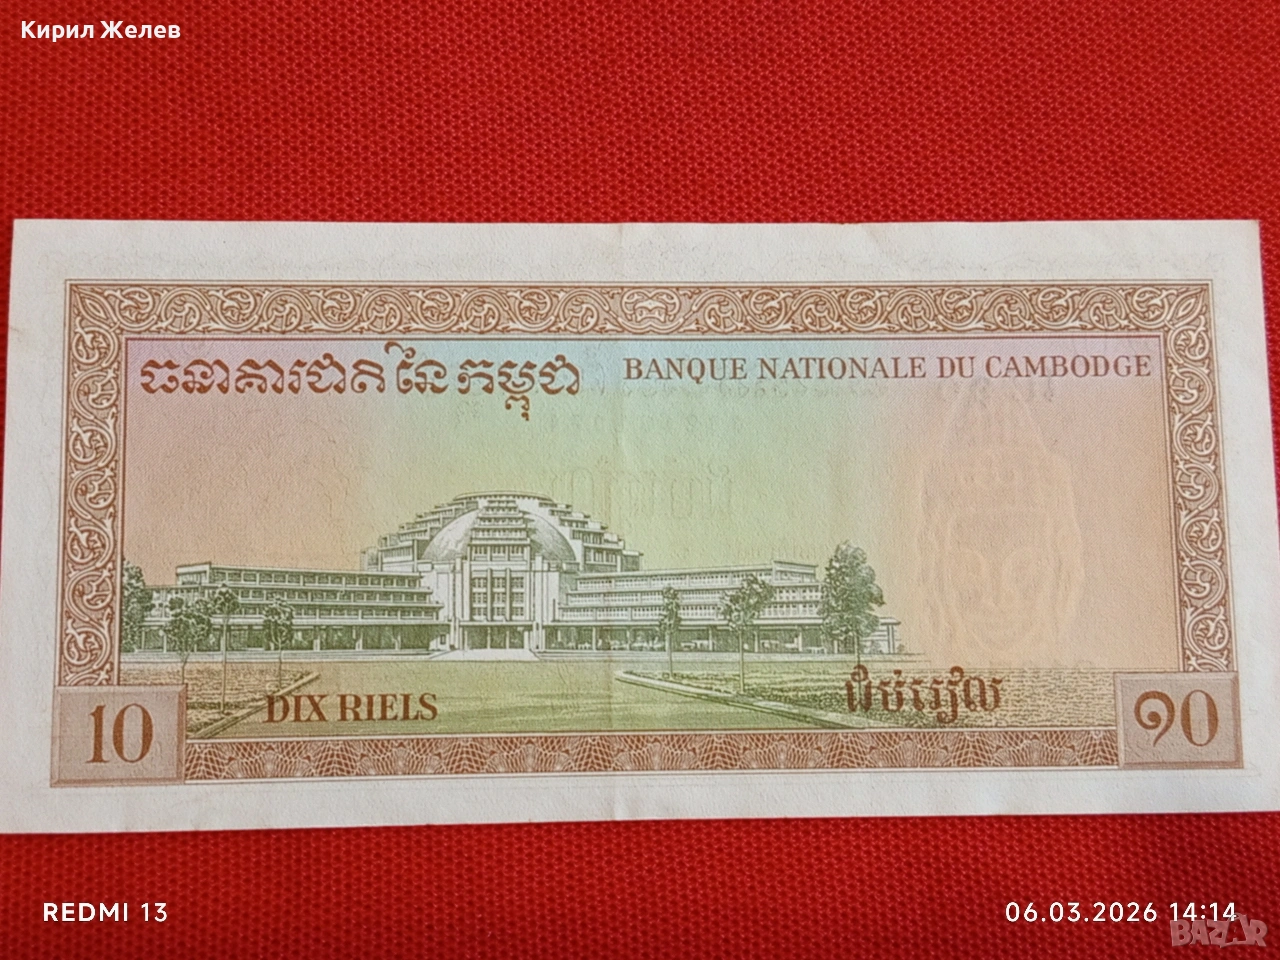 Кирил Желев
ធនាគារជាតិនៃកម្ពុជា BANQUE NATIONALE DU CAMBODGE
DIX RIELS ដប់រៀល
10 ១០
REDMI 13 06.03.2026 14:14
BAZAR